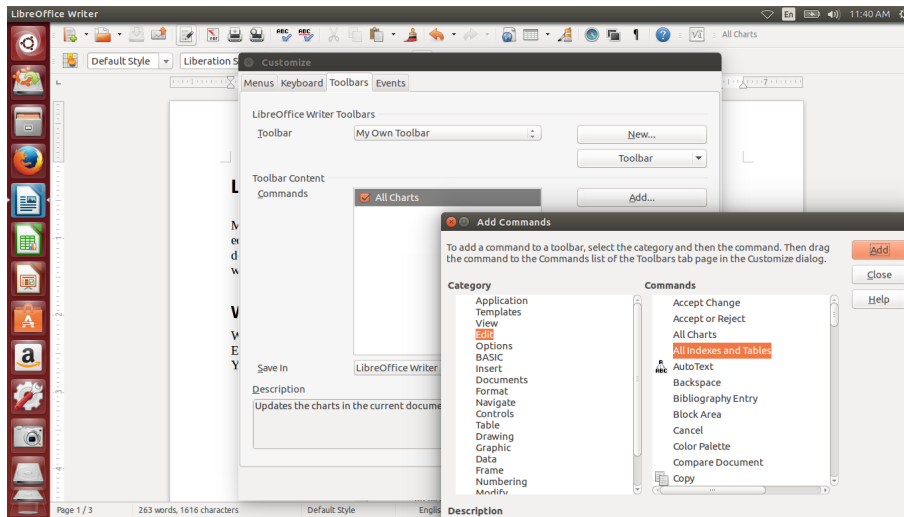 LibreOffice Writer
En
11:40 AM
All Charts
Default Style
Liberation S
Customize
Menus Keyboard Toolbars Events
LibreOffice Writer Toolbars
Toolbar My Own Toolbar New...
Toolbar
Toolbar Content
Commands All Charts Add...
Add Commands
To add a command to a toolbar, select the category and then the command. Then drag
the command to the Commands list of the Toolbars tab page in the Customize dialog.
Add
Close
Help
Category
Application
Templates
View
Edit
Options
BASIC
Insert
Documents
Format
Navigate
Controls
Table
Drawing
Graphic
Data
Frame
Numbering
Modify
Commands
Accept Change
Accept or Reject
All Charts
All Indexes and Tables
AutoText
Backspace
Bibliography Entry
Block Area
Cancel
Color Palette
Compare Document
Copy
Save In LibreOffice Writer
Description
Updates the charts in the current docume
Description
Page 1 / 3 263 words, 1616 characters Default Style Englis